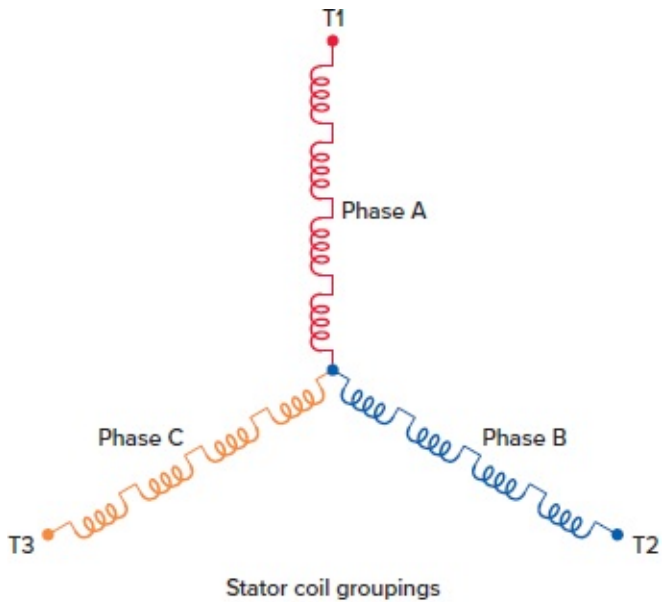 T1
Phase A
Phase C
Phase B
T3
T2
Stator coil groupings